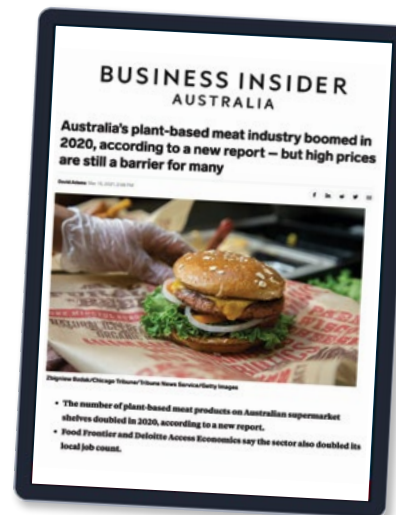 BUSINESS INSIDER
AUSTRALIA
Australia's plant-based meat industry boomed in
2020, according to a new report — but high prices
are still a barrier for many
David Adams
Zbigniew Bzdak/Chicago Tribune/Tribune News Service/Getty Images
• The number of plant-based meat products on Australian supermarket
shelves doubled in 2020, according to a new report.
• Food Frontier and Deloitte Access Economics say the sector also doubled its
local job count.